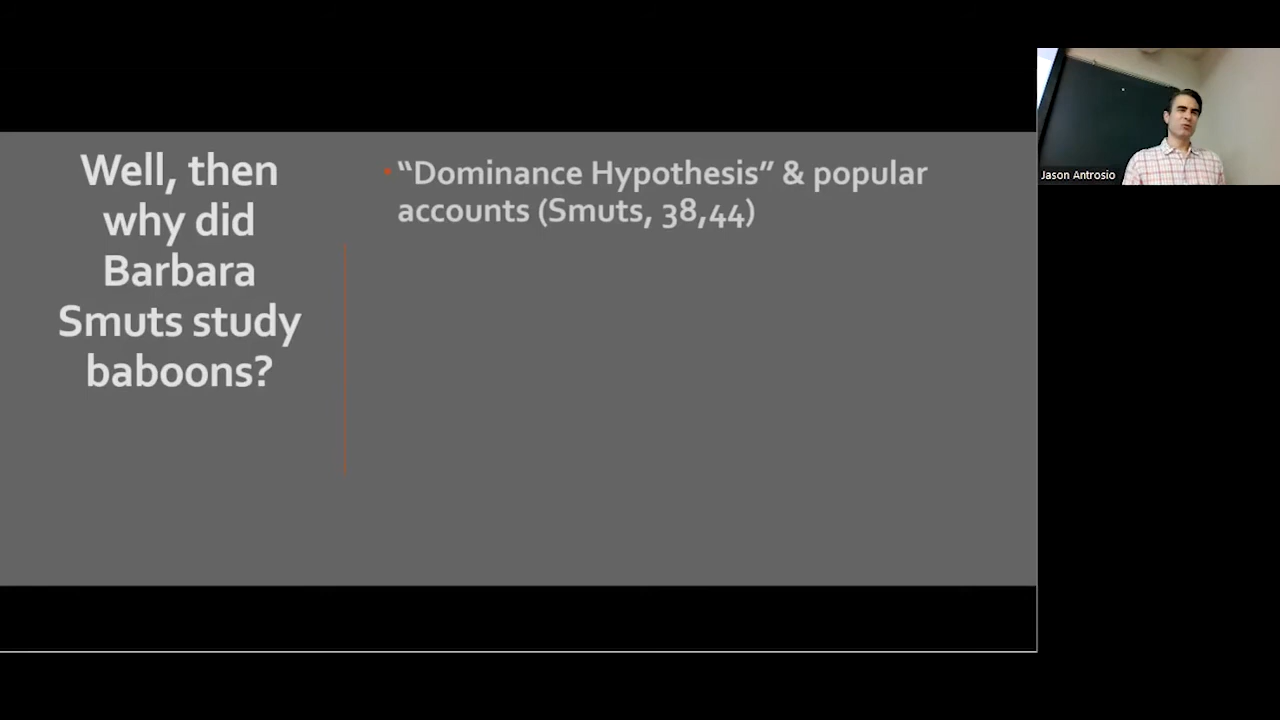 Well, then
why did
Barbara
Smuts study
baboons?
• “Dominance Hypothesis” & popular
accounts (Smuts, 38,44)
Jason Antrosio